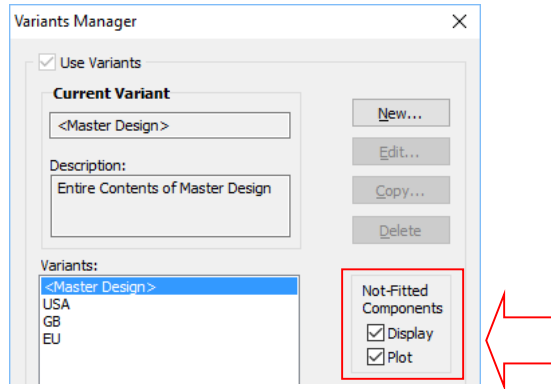 Variants Manager
Use Variants
Current Variant
<Master Design>
Description:
Entire Contents of Master Design
New...
Edit...
Copy...
Delete
Variants:
<Master Design>
USA
GB
EU
Not-Fitted
Components
Display
Plot